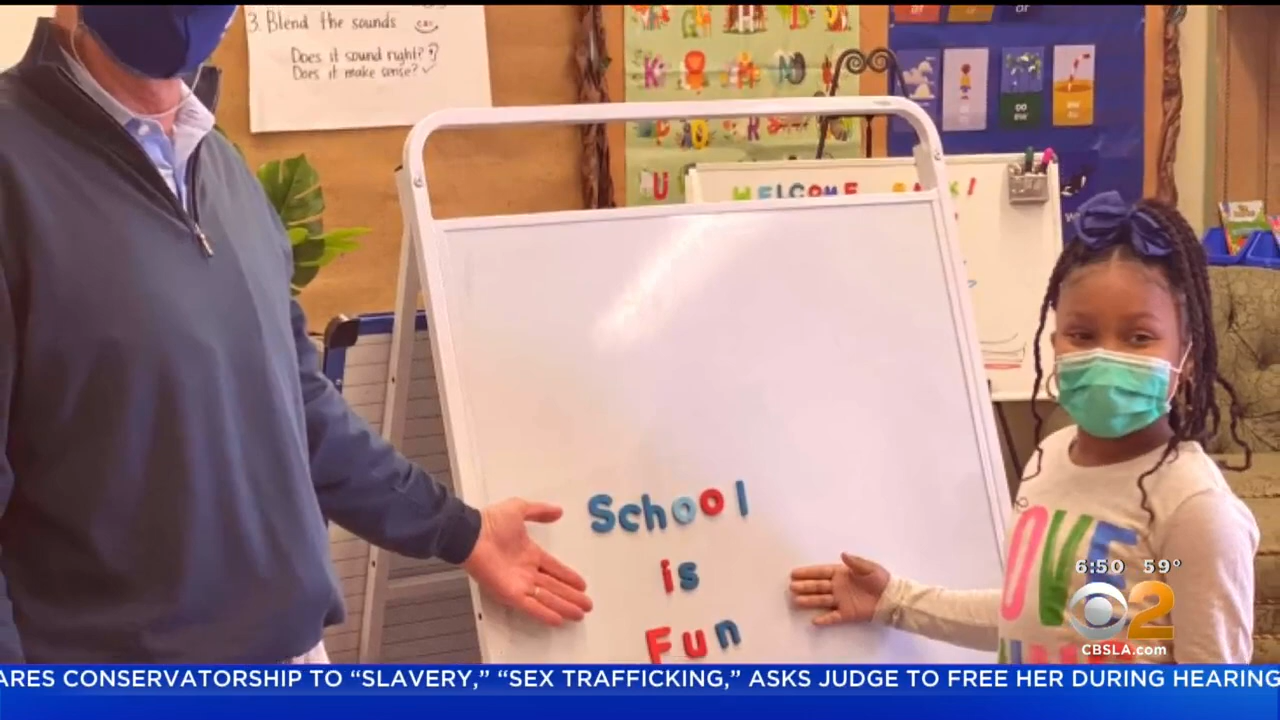 3. Blend the sounds
Does it sound right?
Does it make sense?
WELCOME BACK!
School
is
Fun
6:50 59°
2
CBSLA.com
ARES CONSERVATORSHIP TO “SLAVERY,” “SEX TRAFFICKING,” ASKS JUDGE TO FREE HER DURING HEARING